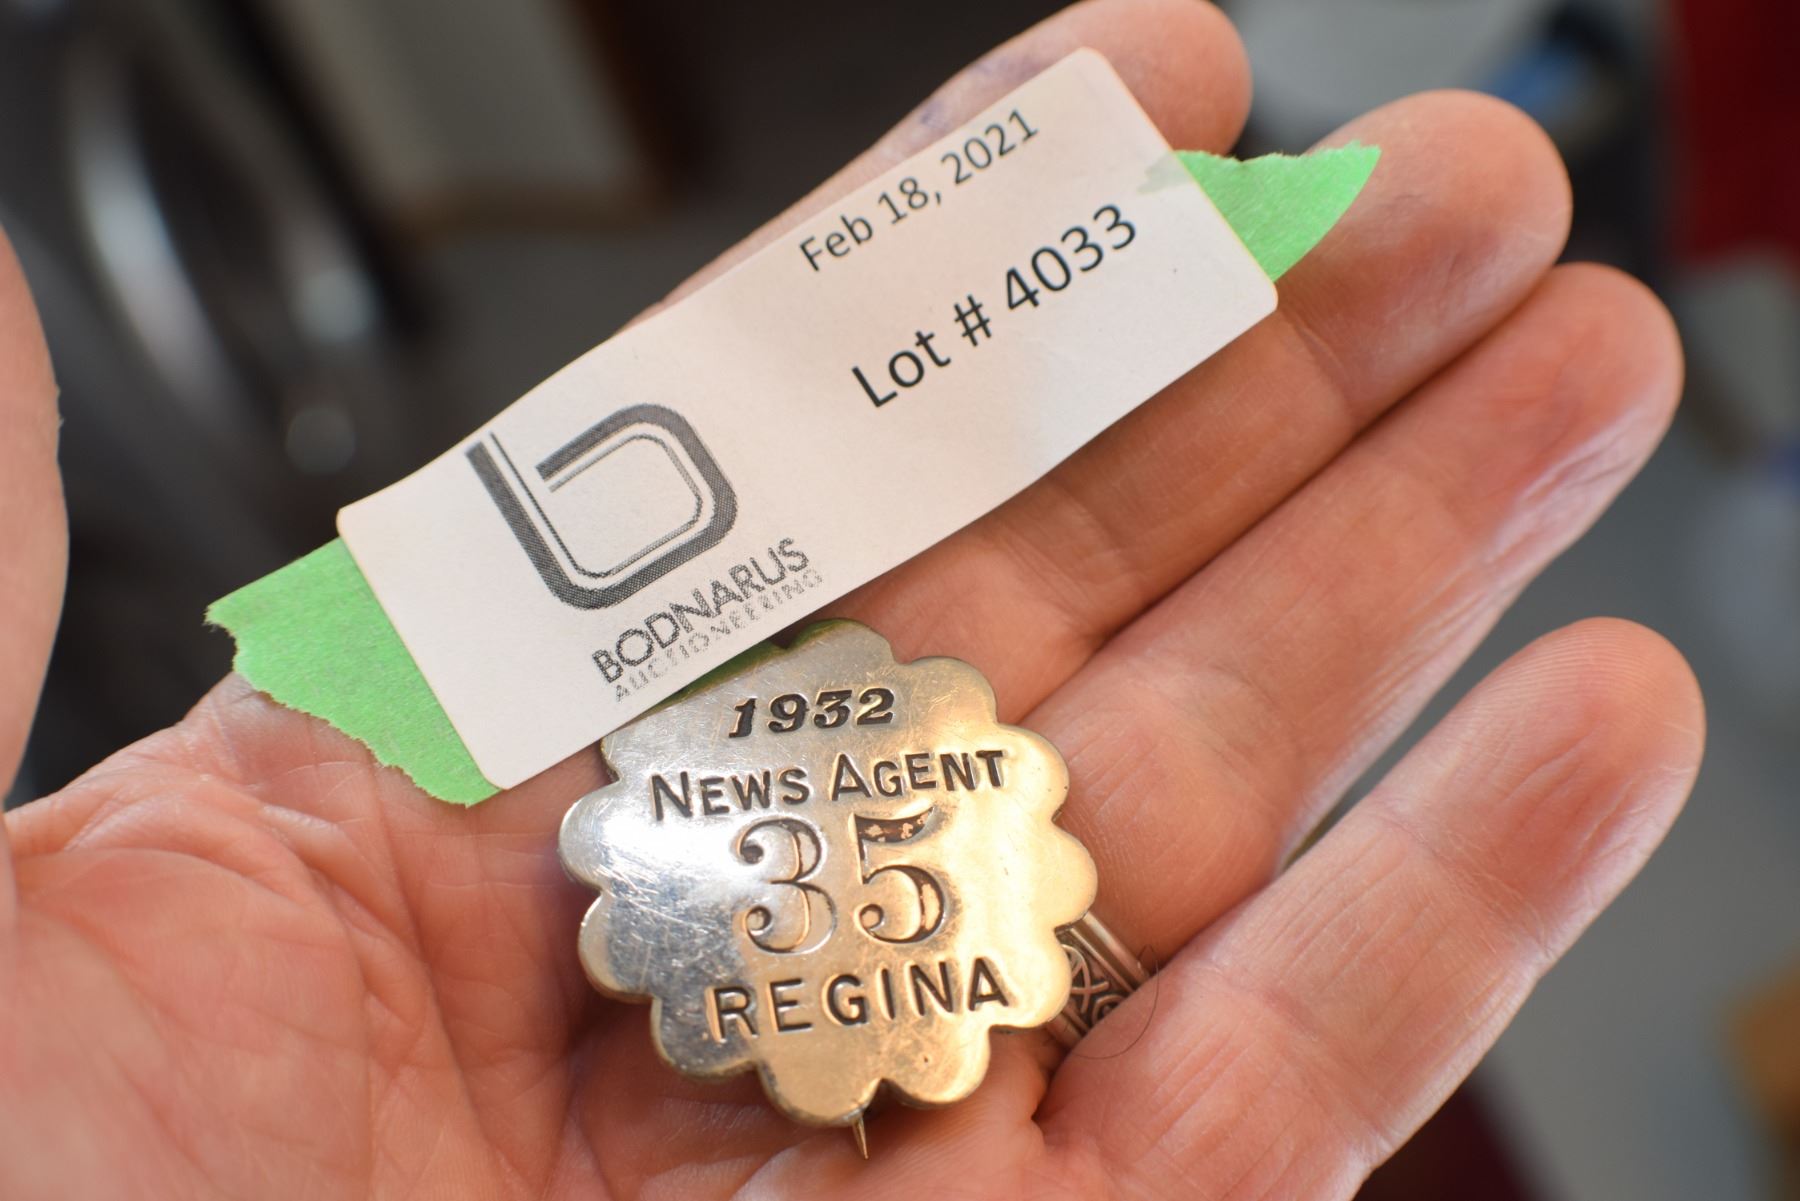 Feb 18, 2021
Lot # 4033
b
BODNARUS
AUCTIONEERING
1932
NEWS AGENT
35
REGINA